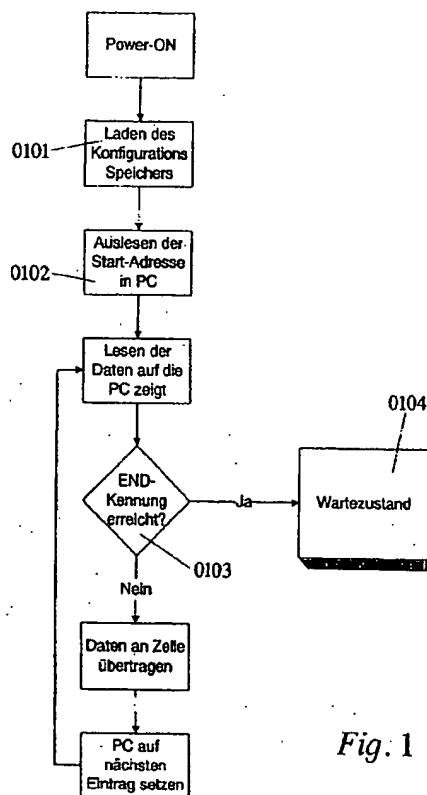 Power-ON
0101
Laden des
Konfigurations
Speichers
0102
Auslesen der
Start-Adresse
in PC
Lesen der
Daten auf die
PC zeigt
0104
END-
Kennung
erreicht?
Ja
Wartezustand
0103
Nein
Daten an Zelle
übertragen
PC auf
nächsten
Eintrag setzen
Fig. 1